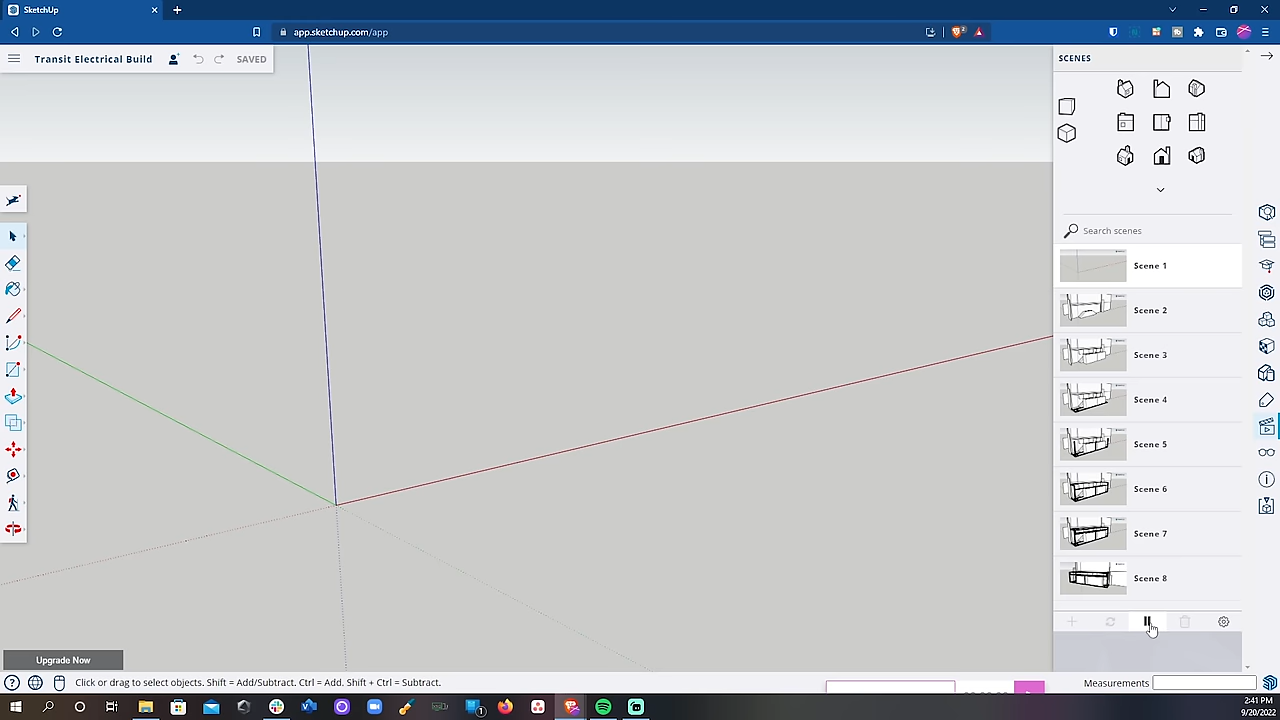 SketchUp
app.sketchup.com/app
Transit Electrical Build
SAVED
SCENES
Search scenes
Scene 1
Scene 2
Scene 3
Scene 4
Scene 5
Scene 6
Scene 7
Scene 8
Upgrade Now
Click or drag to select objects. Shift = Add/Subtract. Ctrl = Add. Shift + Ctrl = Subtract.
Measurements
2:41 PM
9/20/2022